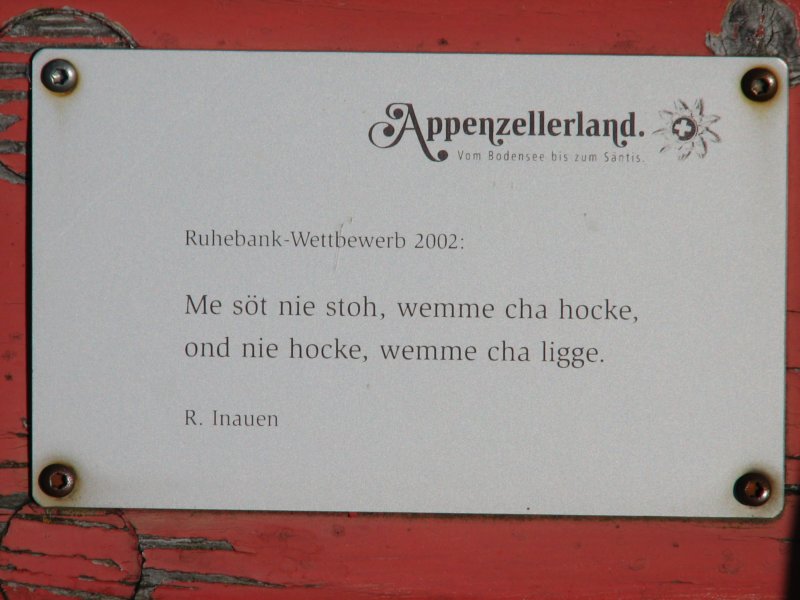 Appenzellerland.
Vom Bodensee bis zum Säntis.
Ruhebank-Wettbewerb 2002:
Me söt nie stoh, wemme cha hocke,
ond nie hocke, wemme cha ligge.
R. Inauen